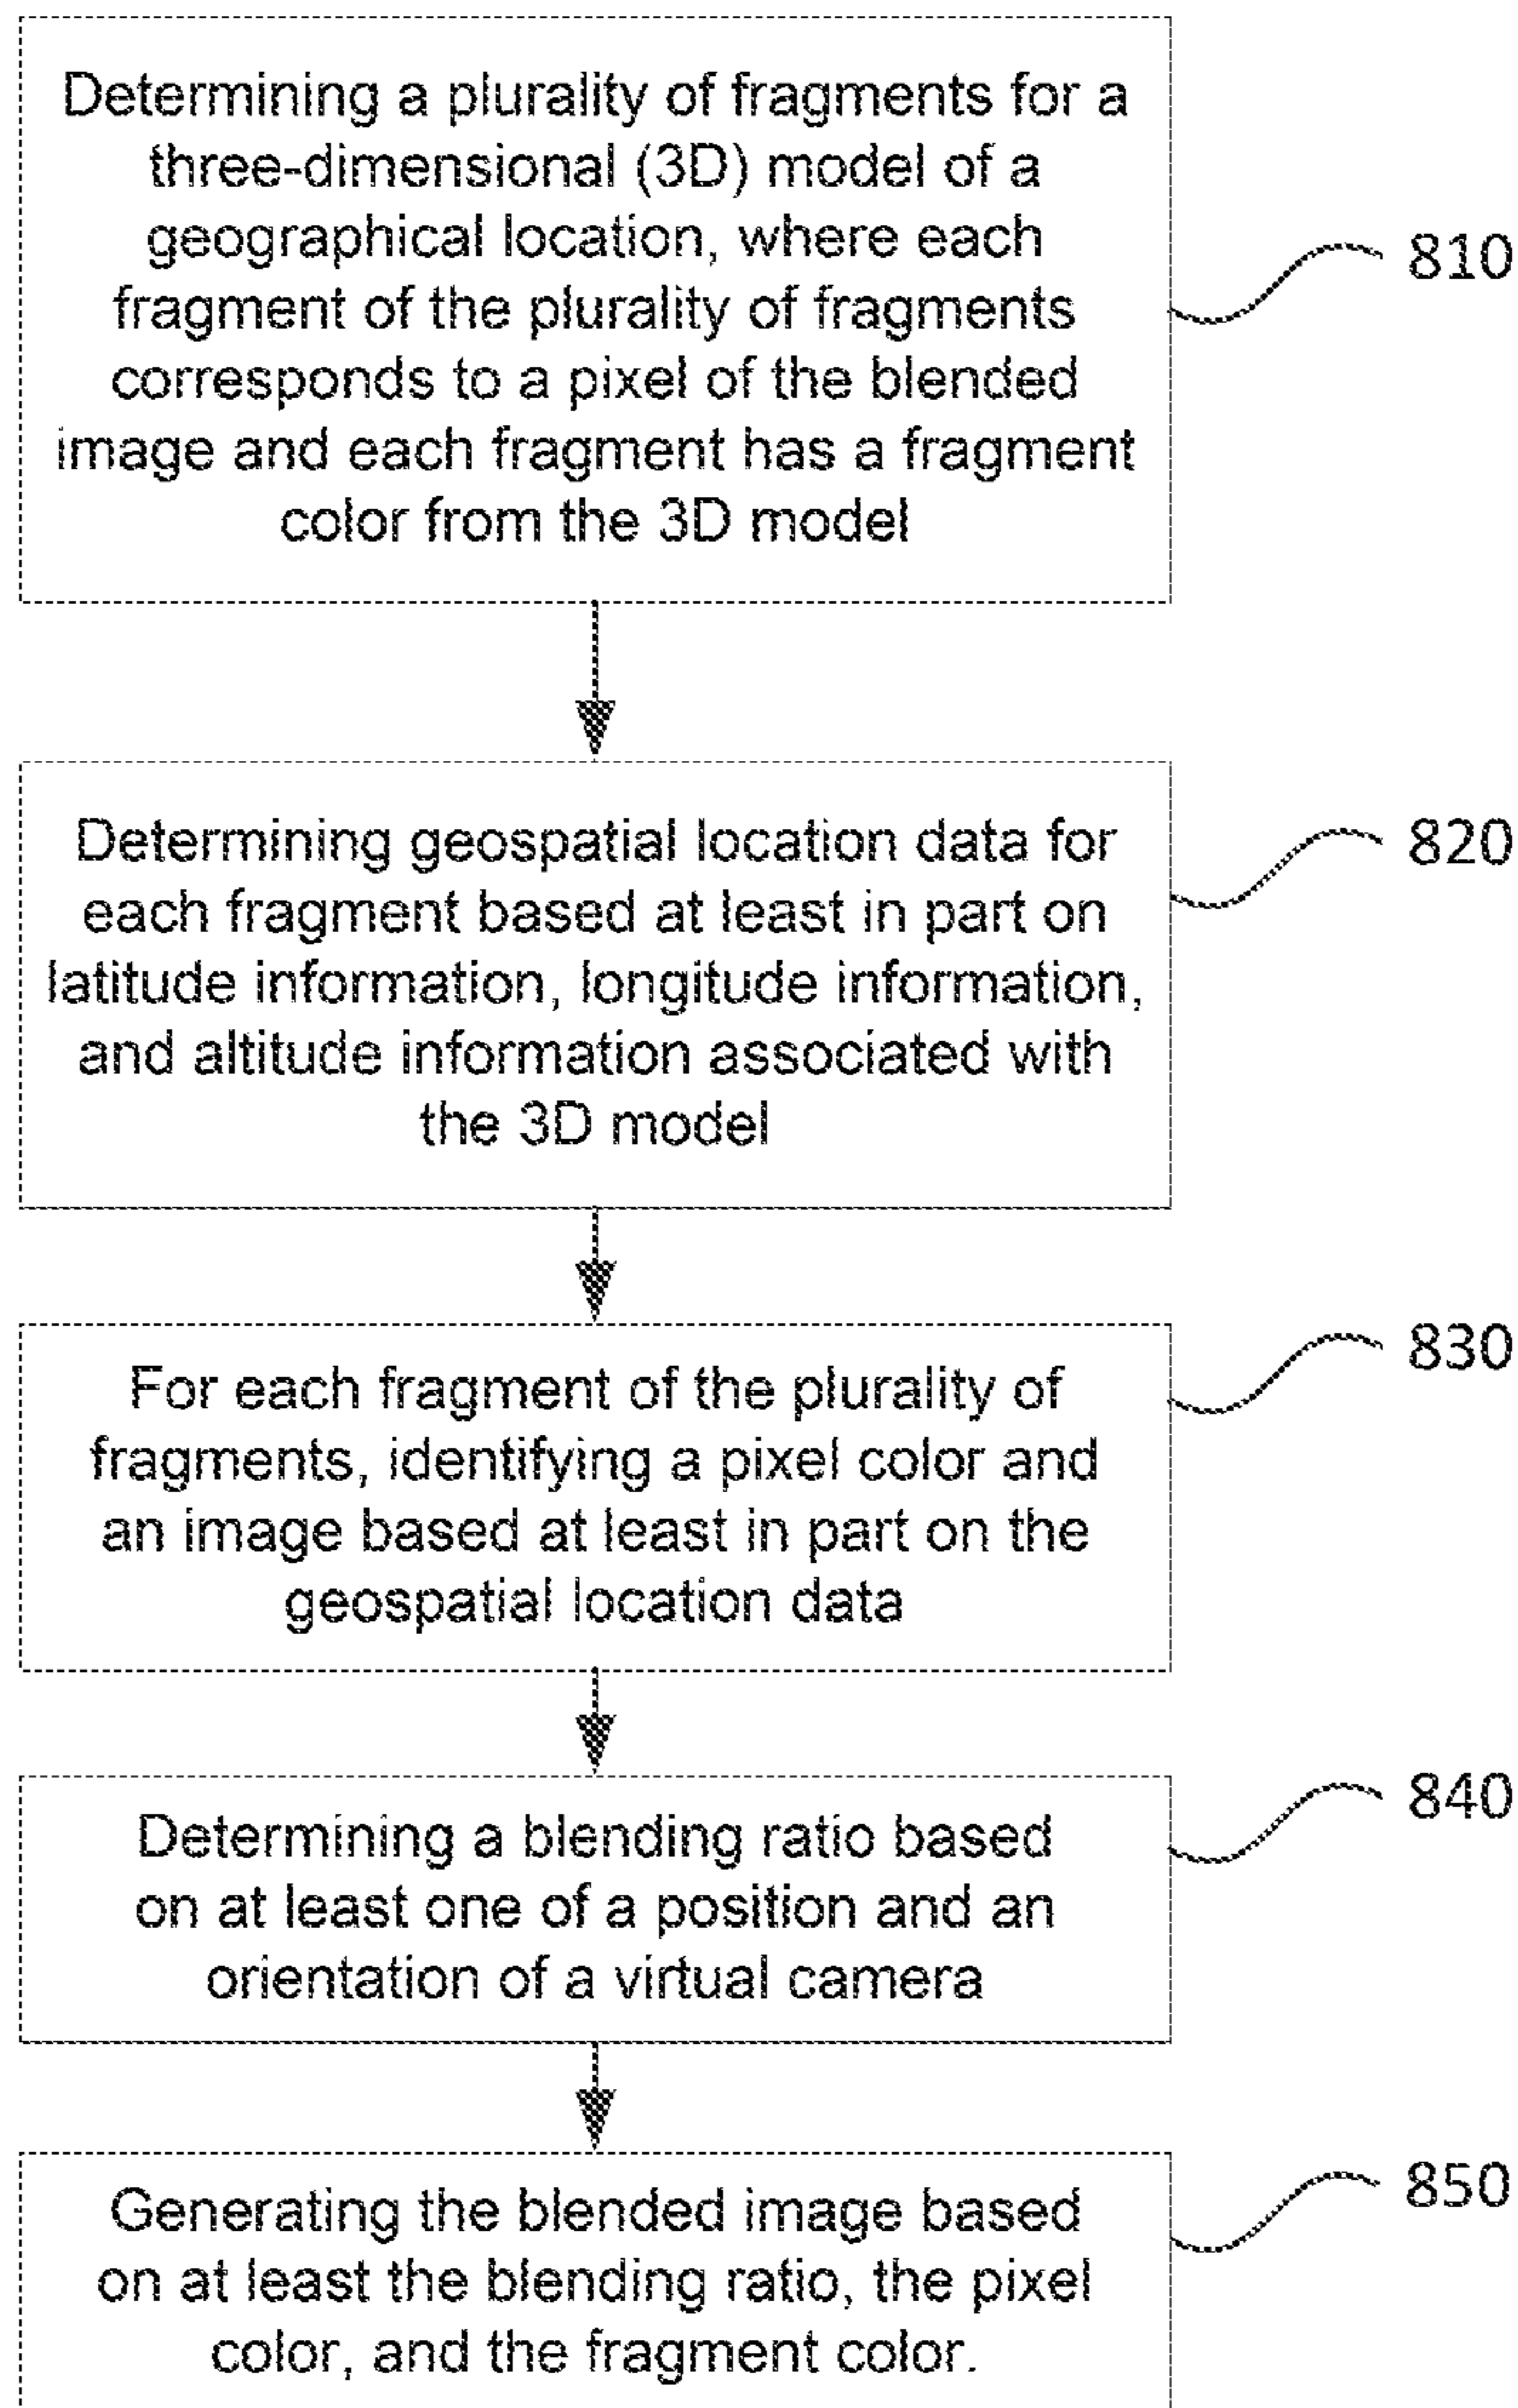 Determining a plurality of fragments for a
three-dimensional (3D) model of a
geographical location, where each
fragment of the plurality of fragments
corresponds to a pixel of the blended
image and each fragment has a fragment
color from the 3D model
810
Determining geospatial location data for
each fragment based at least in part on
latitude information, longitude information,
and altitude information associated with
the 3D model
820
For each fragment of the plurality of
fragments, identifying a pixel color and
an image based at least in part on the
geospatial location data
830
Determining a blending ratio based
on at least one of a position and an
orientation of a virtual camera
840
Generating the blended image based
on at least the blending ratio, the pixel
color, and the fragment color.
850